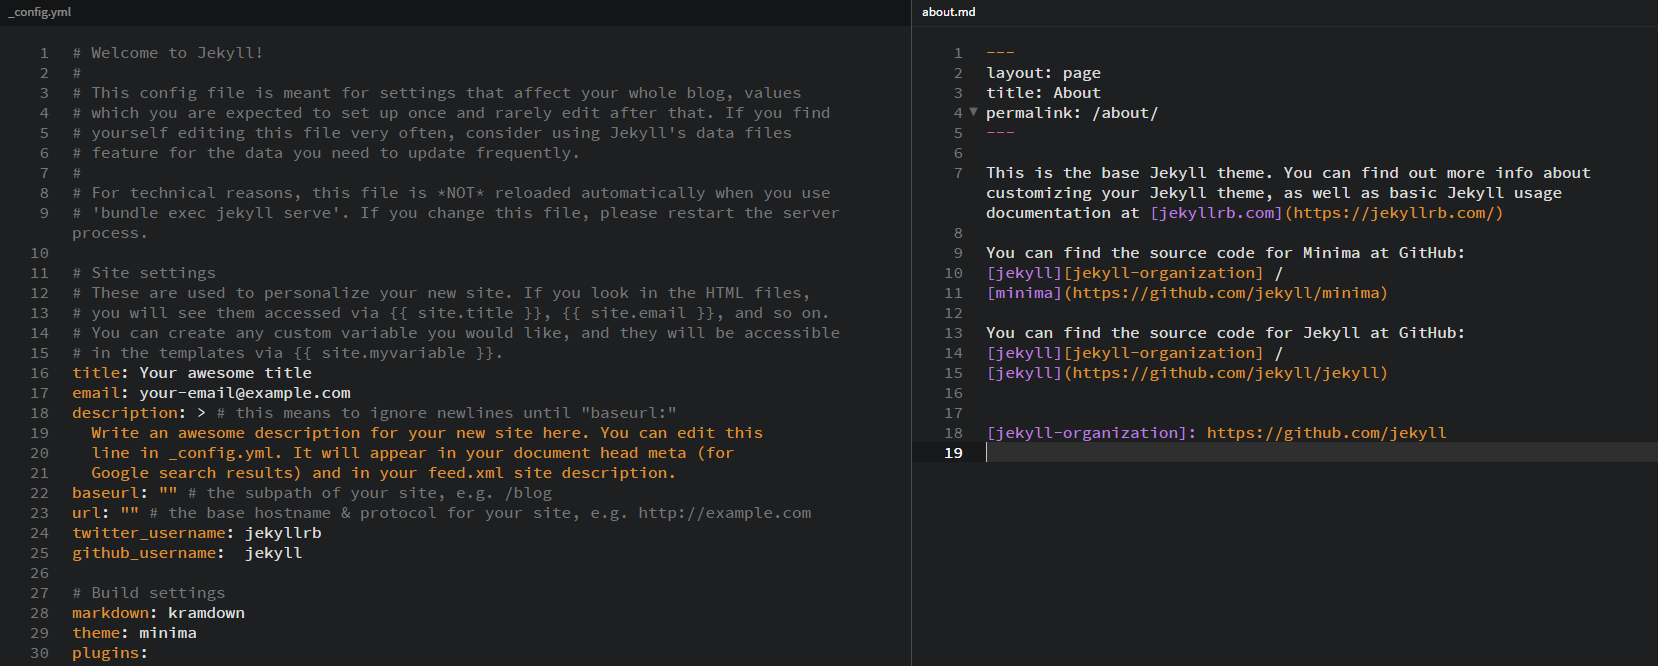 _config.yml
1 # Welcome to Jekyll!
2 #
3 # This config file is meant for settings that affect your whole blog, values
4 # which you are expected to set up once and rarely edit after that. If you find
5 # yourself editing this file very often, consider using Jekyll's data files
6 # feature for the data you need to update frequently.
7 #
8 # For technical reasons, this file is *NOT* reloaded automatically when you use
9 # 'bundle exec jekyll serve'. If you change this file, please restart the server
process.
10
11 # Site settings
12 # These are used to personalize your new site. If you look in the HTML files,
13 # you will see them accessed via {{ site.title }}, {{ site.email }}, and so on.
14 # You can create any custom variable you would like, and they will be accessible
15 # in the templates via {{ site.myvariable }}.
16 title: Your awesome title
17 email: your-email@example.com
18 description: > # this means to ignore newlines until "baseurl:"
19   Write an awesome description for your new site here. You can edit this
20   line in _config.yml. It will appear in your document head meta (for
21   Google search results) and in your feed.xml site description.
22 baseurl: "" # the subpath of your site, e.g. /blog
23 url: "" # the base hostname & protocol for your site, e.g. http://example.com
24 twitter_username: jekyllrb
25 github_username:  jekyll
26
27 # Build settings
28 markdown: kramdown
29 theme: minima
30 plugins:
about.md
1 ---
2 layout: page
3 title: About
4 permalink: /about/
5 ---
6
7 This is the base Jekyll theme. You can find out more info about
customizing your Jekyll theme, as well as basic Jekyll usage
documentation at [jekyllrb.com](https://jekyllrb.com/)
8
9 You can find the source code for Minima at GitHub:
10 [jekyll][jekyll-organization] /
11 [minima](https://github.com/jekyll/minima)
12
13 You can find the source code for Jekyll at GitHub:
14 [jekyll][jekyll-organization] /
15 [jekyll](https://github.com/jekyll/jekyll)
16
17
18 [jekyll-organization]: https://github.com/jekyll
19